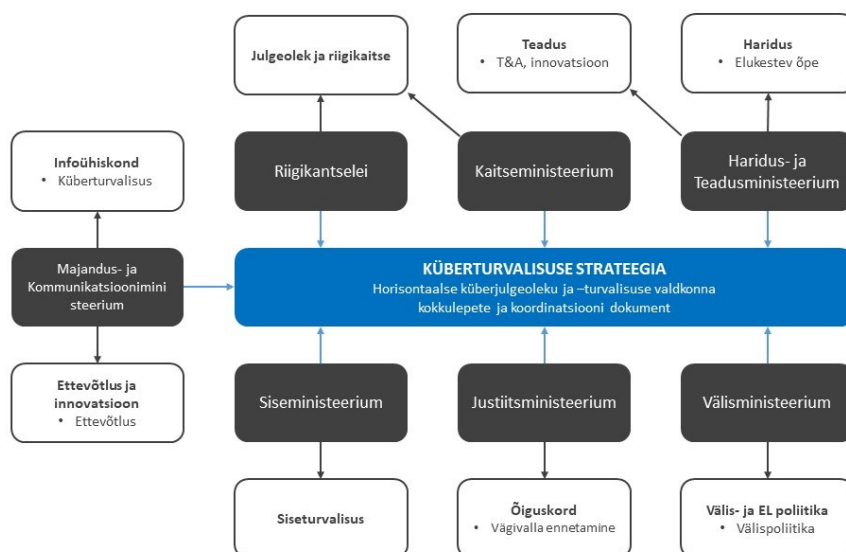 Julgeolek ja riigikaitse
Teadus
• T&A, innovatsioon
Haridus
• Elukestev õpe
Infoühiskond
• Küberturvalisus
Riigikantselei
Kaitseministeerium
Haridus- ja
Teadusministeerium
Majandus- ja
Kommunikatsioonimini
steerium
KÜBERTURVALISUSE STRATEEGIA
Horisontaalse küberjulgeoleku ja –turvalisuse valdkonna
kokkulepete ja koordinatsiooni dokument
Ettevõtlus ja
innovatsioon
• Ettevõtlus
Siseministeerium
Justiitsministeerium
Välisministeerium
Siseturvalisus
Õiguskord
• Vägivalla ennetamine
Välis- ja EL poliitika
• Välispoliitika